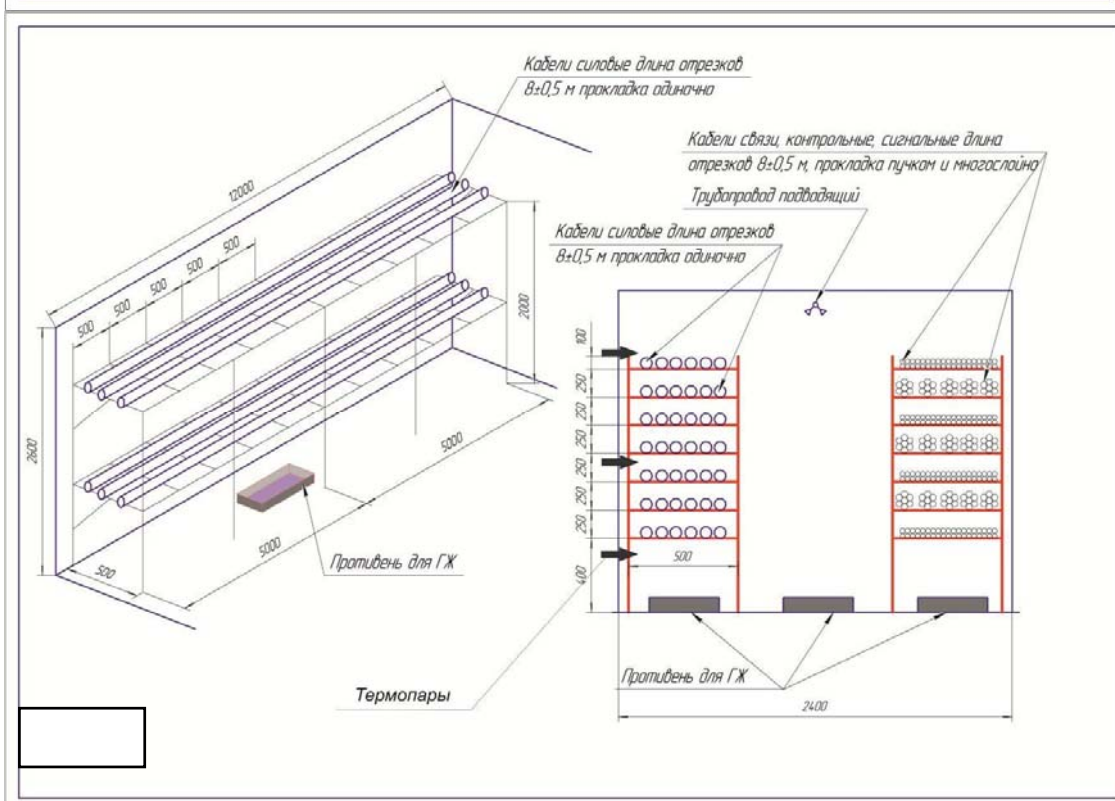 Кабели силовые длина отрезков
8±0,5 м прокладка одиночно
12000
500
500
500
500
500
2600
2000
5000
5000
500
Противень для ГЖ
Кабели связи, контрольные, сигнальные длина
отрезков 8±0,5 м, прокладка пучком и многослойно
Трубопровод подводящий
Кабели силовые длина отрезков
8±0,5 м прокладка одиночно
100
250
250
250
250
250
250
400
500
Противень для ГЖ
Термопары
2400